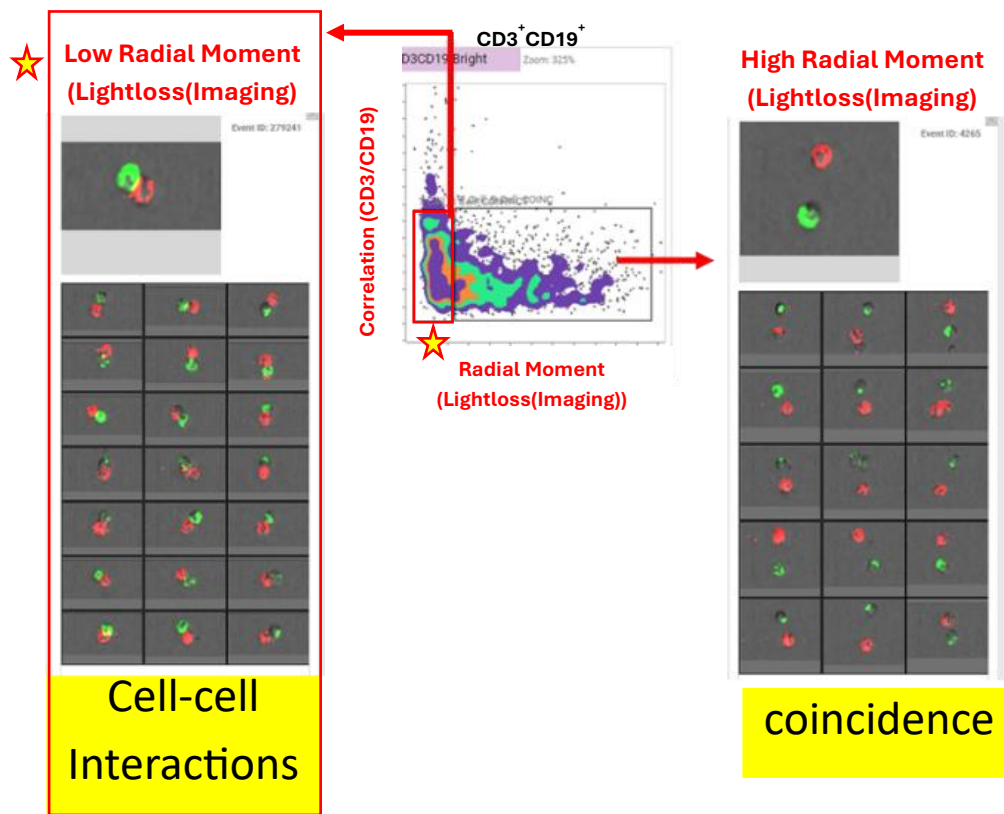 Low Radial Moment
(Lightloss(Imaging)
Event ID: 279241
Cell-cell
Interactions
CD3+CD19+
D3CD19 Bright
Zoom: 325%
Correlation (CD3/CD19)
COINC
Radial Moment
(Lightloss(Imaging))
High Radial Moment
(Lightloss(Imaging)
Event ID: 4265
coincidence